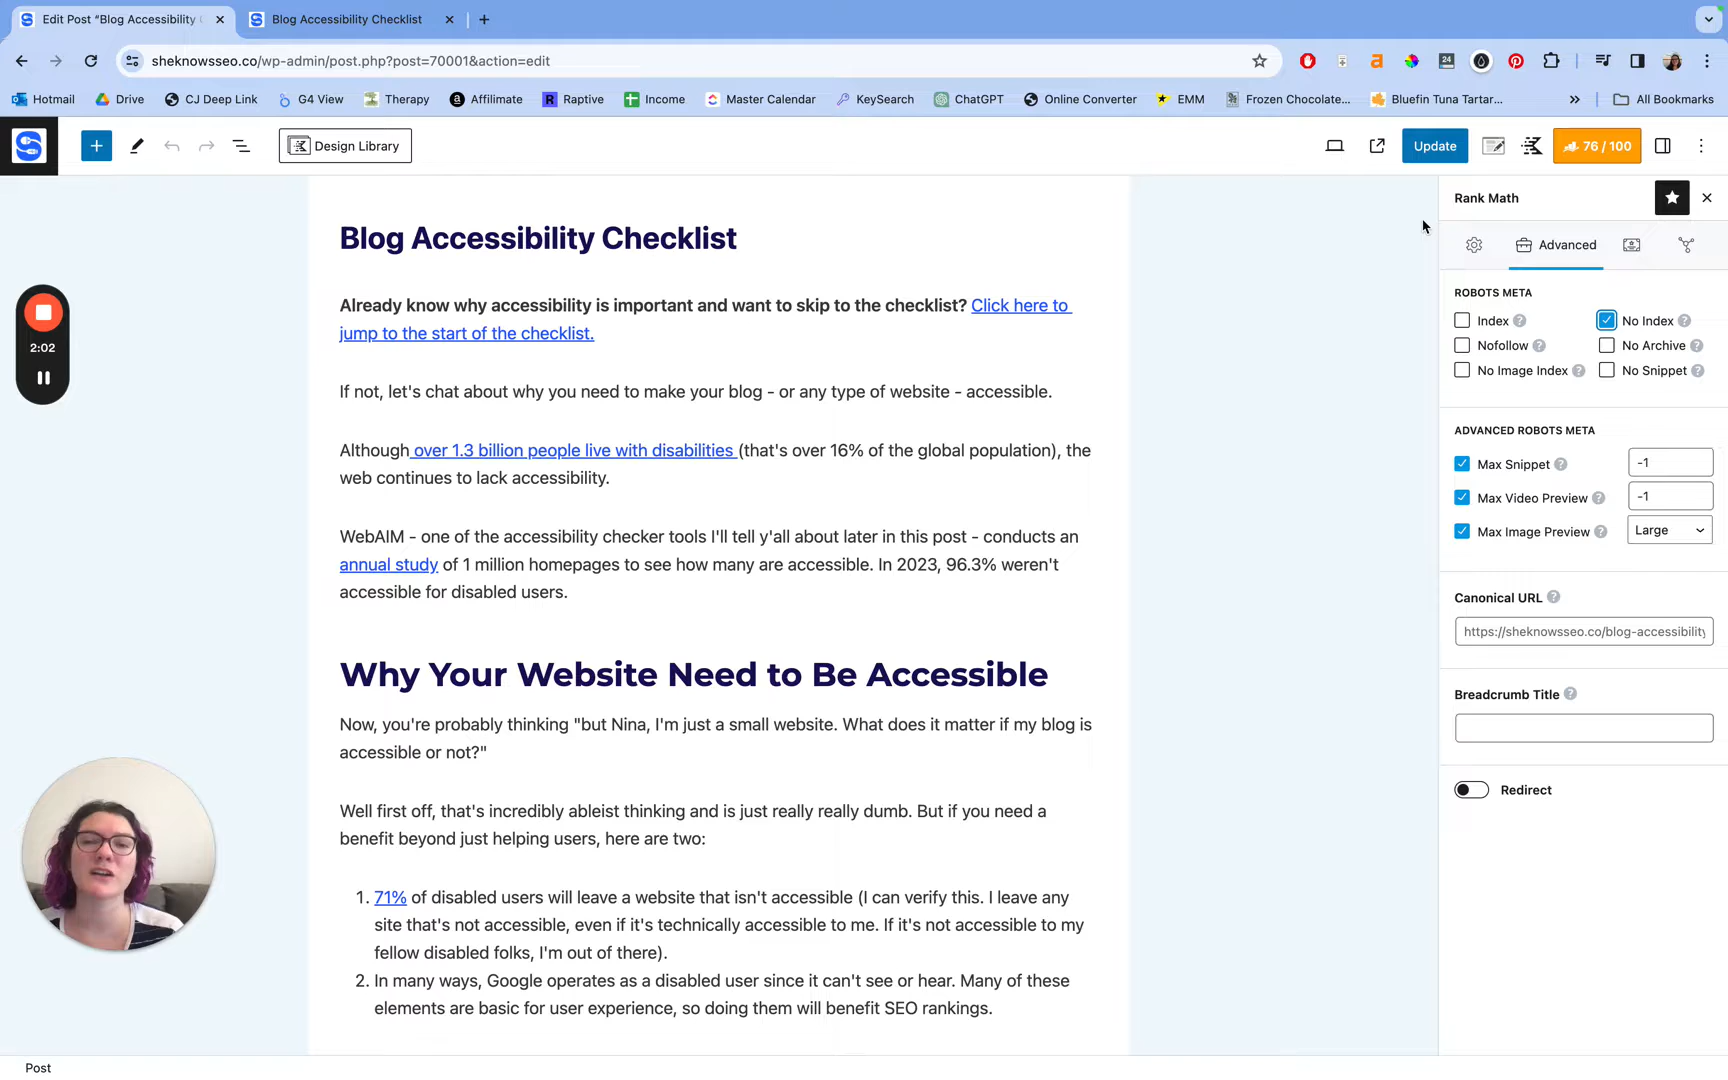 Edit Post “Blog Accessibility
Blog Accessibility Checklist
sheknowsseo.co/wp-admin/post.php?post=70001&action=edit
24
Hotmail
Drive
CJ Deep Link
G4 View
Therapy
Affilimate
Raptive
Income
Master Calendar
KeySearch
ChatGPT
Online Converter
EMM
Frozen Chocolate...
Bluefin Tuna Tartar...
All Bookmarks
Design Library
Update
76 / 100
Rank Math
Advanced
Blog Accessibility Checklist
Already know why accessibility is important and want to skip to the checklist? Click here to
jump to the start of the checklist.
If not, let's chat about why you need to make your blog - or any type of website - accessible.
Although over 1.3 billion people live with disabilities (that's over 16% of the global population), the
web continues to lack accessibility.
WebAIM - one of the accessibility checker tools I'll tell y'all about later in this post - conducts an
annual study of 1 million homepages to see how many are accessible. In 2023, 96.3% weren't
accessible for disabled users.
Why Your Website Need to Be Accessible
Now, you're probably thinking "but Nina, I'm just a small website. What does it matter if my blog is
accessible or not?"
Well first off, that's incredibly ableist thinking and is just really really dumb. But if you need a
benefit beyond just helping users, here are two:
1. 71% of disabled users will leave a website that isn't accessible (I can verify this. I leave any
site that's not accessible, even if it's technically accessible to me. If it's not accessible to my
fellow disabled folks, I'm out of there).
2. In many ways, Google operates as a disabled user since it can't see or hear. Many of these
elements are basic for user experience, so doing them will benefit SEO rankings.
2:02
ROBOTS META
Index
No Index
Nofollow
No Archive
No Image Index
No Snippet
ADVANCED ROBOTS META
Max Snippet
-1
Max Video Preview
-1
Max Image Preview
Large
Canonical URL
https://sheknowsseo.co/blog-accessibility
Breadcrumb Title
Redirect
Post